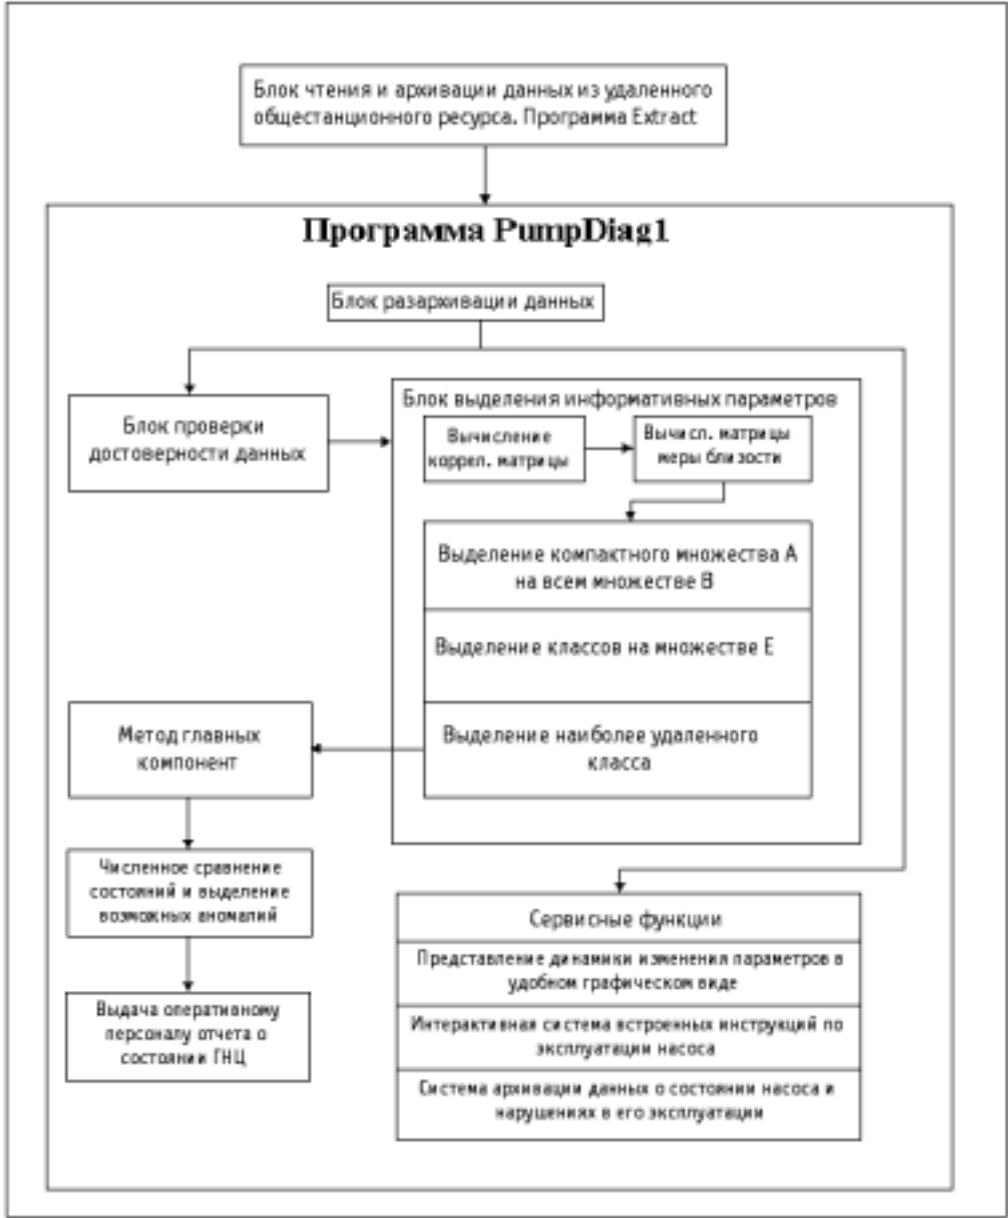 Блок чтения и архивации данных из удаленного
общестанционного ресурса. Программа Extract
Программа PumpDiag1
Блок разархивации данных
Блок проверки
достоверности данных
Блок выделения информативных параметров
Вычисление
коррел. матрицы
Вычисл. матрицы
меры близости
Выделение компактного множества А
на всем множестве В
Выделение классов на множестве Е
Выделение наиболее удаленного
класса
Метод главных
компонент
Численное сравнение
состояний и выделение
возможных аномалий
Выдача оперативному
персоналу отчета о
состоянии ГНЦ
Сервисные функции
Представление динамики изменения параметров в
удобном графическом виде
Интерактивная система встроенных инструкций по
эксплуатации насоса
Система архивации данных о состоянии насоса и
нарушениях в его эксплуатации